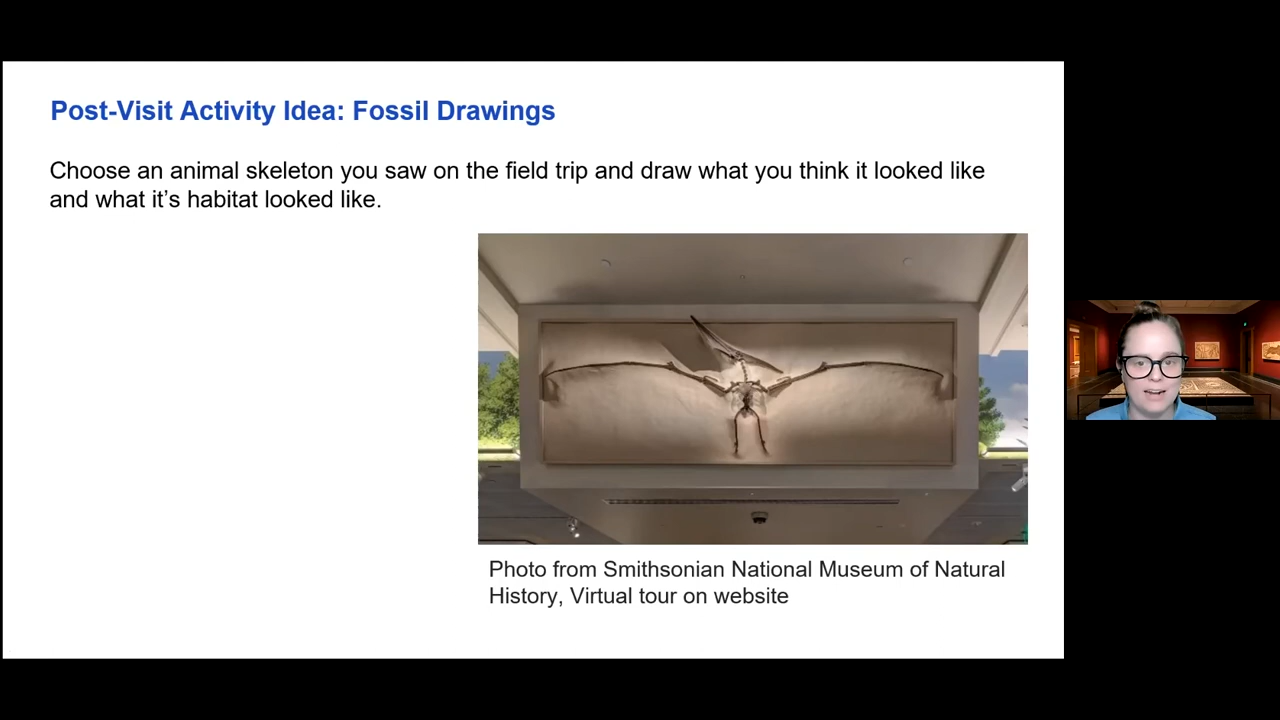 Post-Visit Activity Idea: Fossil Drawings
Choose an animal skeleton you saw on the field trip and draw what you think it looked like
and what it’s habitat looked like.
Photo from Smithsonian National Museum of Natural
History, Virtual tour on website